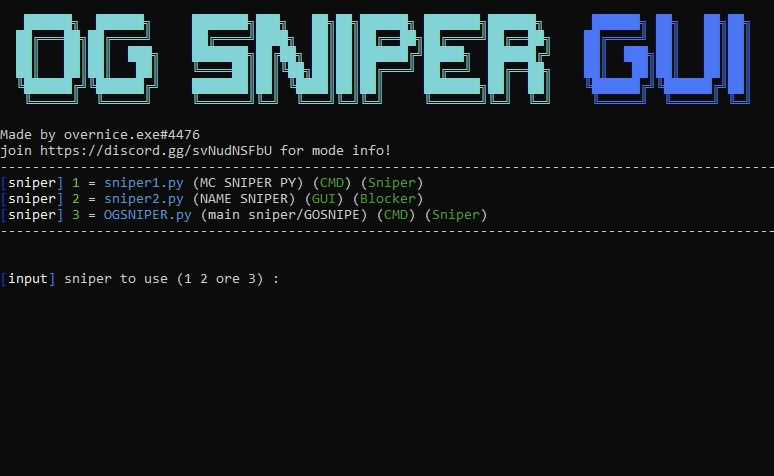 OG SNIPER GUI
Made by overnice.exe#4476
join https://discord.gg/svNudNSFbU for mode info!
[sniper] 1 = sniper1.py (MC SNIPER PY) (CMD) (Sniper)
[sniper] 2 = sniper2.py (NAME SNIPER) (GUI) (Blocker)
[sniper] 3 = OGSNIPER.py (main sniper/GOSNIPE) (CMD) (Sniper)
[input] sniper to use (1 2 ore 3) :